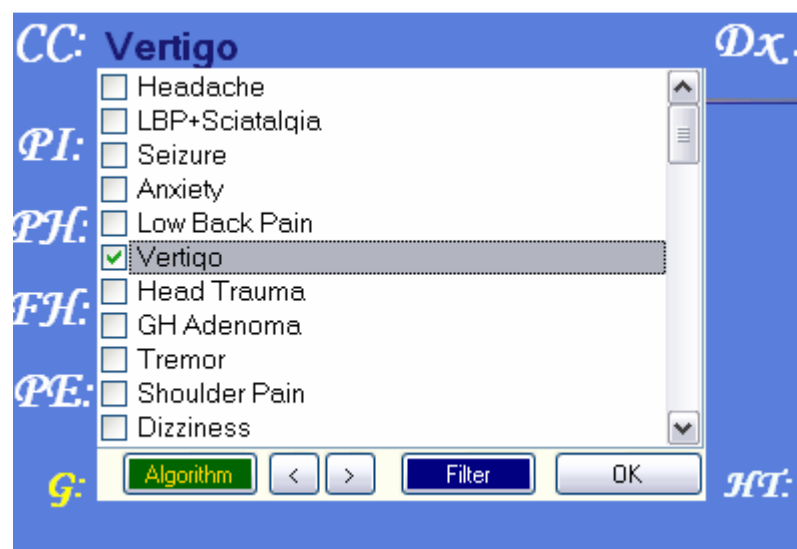 CC: Vertigo Dx.
Headache
LBP+Sciatalgia
PI:
Seizure
Anxiety
PH: Low Back Pain
Vertigo
FH: Head Trauma
GH Adenoma
Tremor
PE: Shoulder Pain
Dizziness
G: Algorithm < > Filter OK HT: